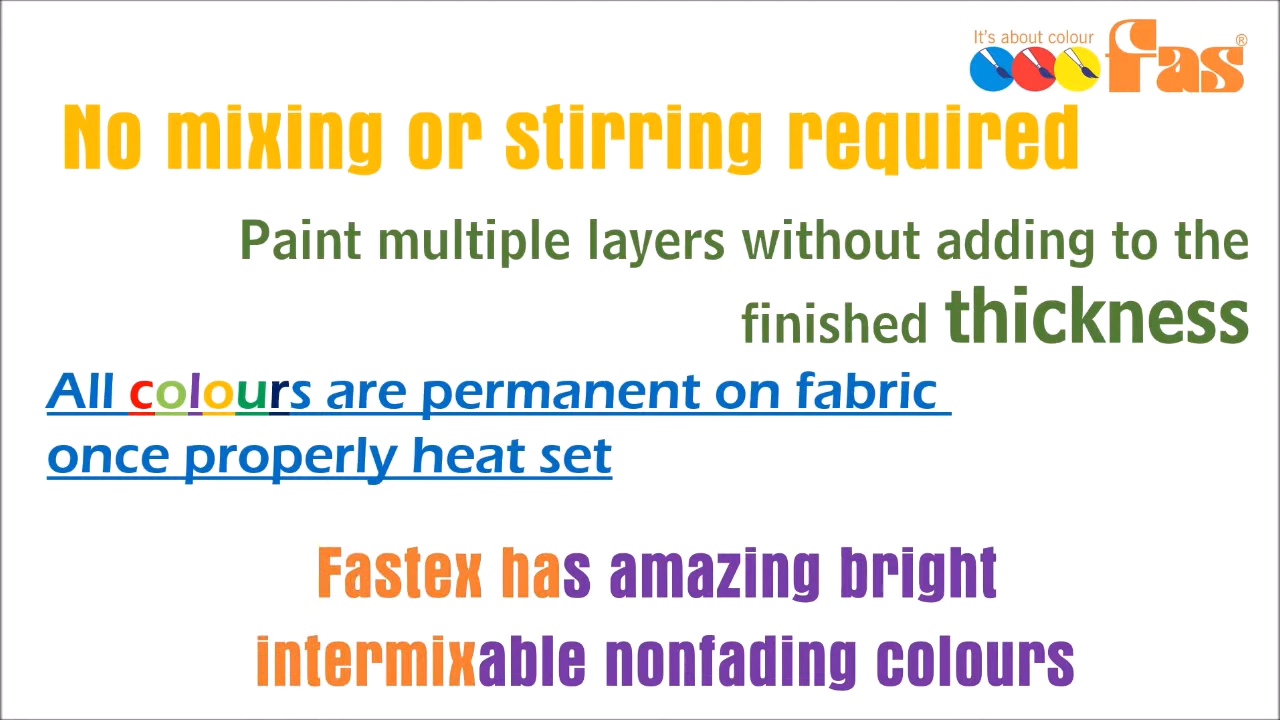 It's about colour
fas®
No mixing or stirring required
Paint multiple layers without adding to the
finished thickness
All colours are permanent on fabric
once properly heat set
Fastex has amazing bright
intermixable nonfading colours